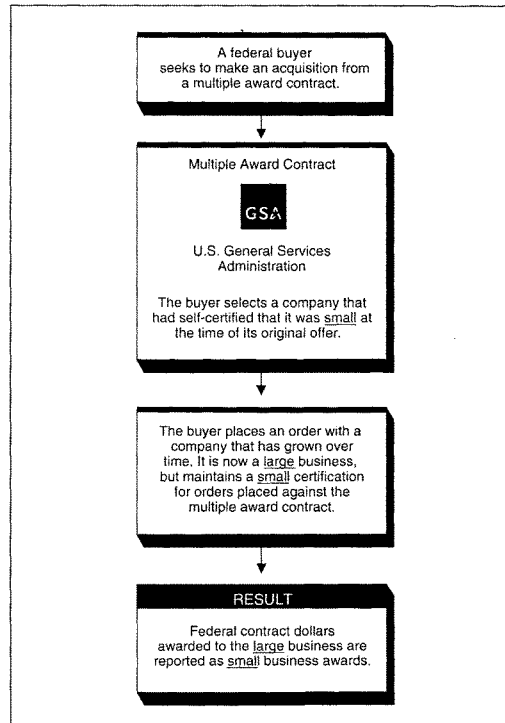 A federal buyer
seeks to make an acquisition from
a multiple award contract.
Multiple Award Contract
GSA
U.S. General Services
Administration
The buyer selects a company that
had self-certified that it was small at
the time of its original offer.
The buyer places an order with a
company that has grown over
time. It is now a large business,
but maintains a small certification
for orders placed against the
multiple award contract.
RESULT
Federal contract dollars
awarded to the large business are
reported as small business awards.